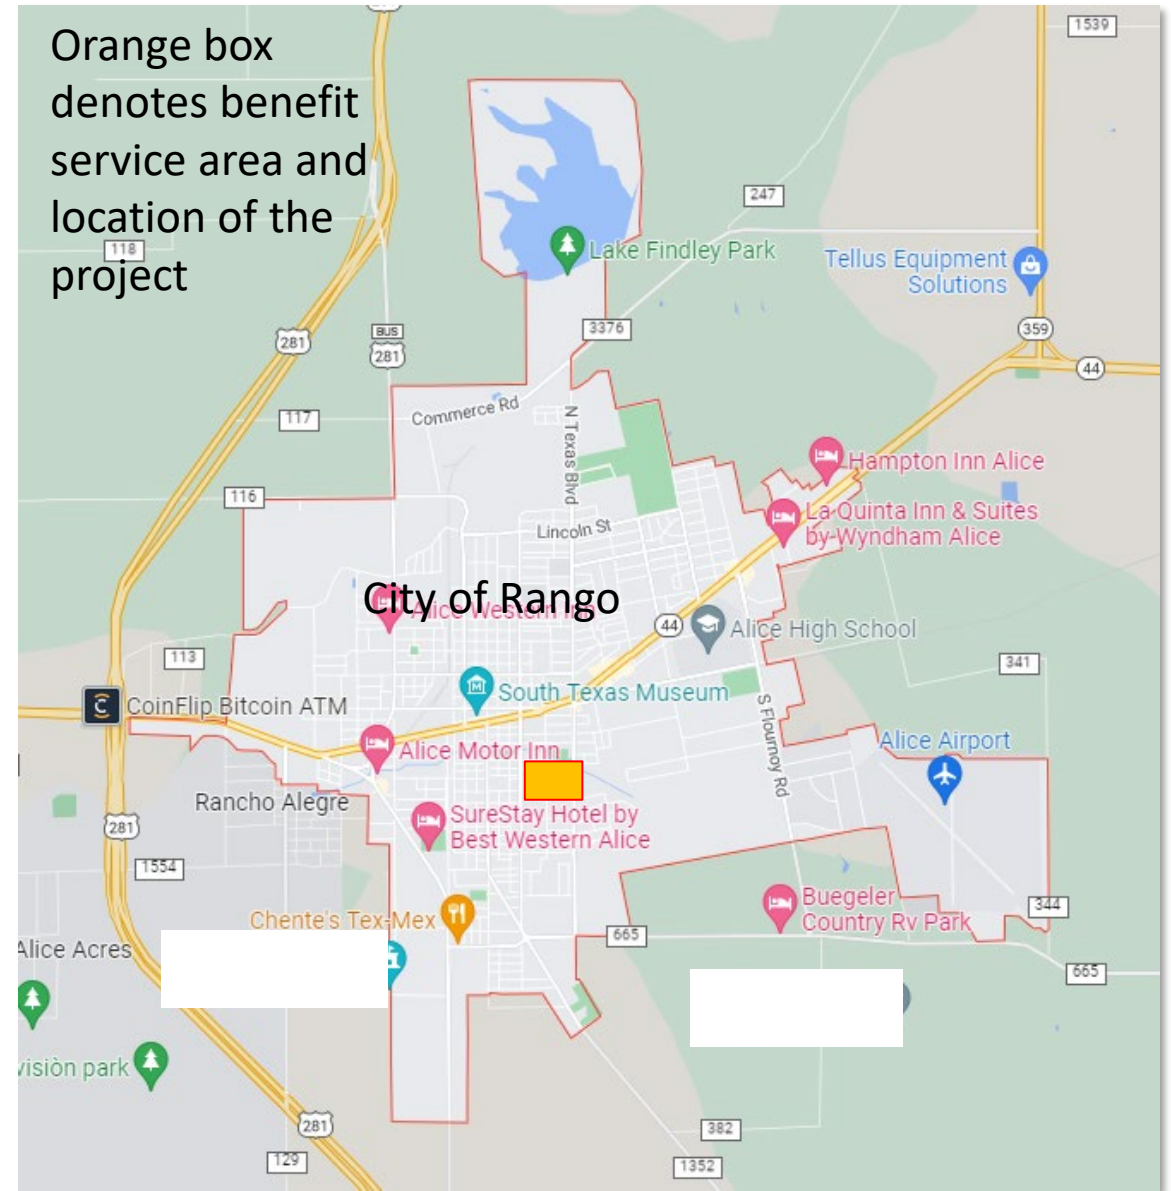 Orange box
denotes benefit
service area and
location of the
project
1539
247
118
Lake Findley Park
Tellus Equipment
Solutions
281
BUS
281
3376
359
44
117
Commerce Rd
N Texas Blvd
Hampton Inn Alice
116
La Quinta Inn & Suites
by Wyndham Alice
Lincoln St
City of Rango
Alice Western Inn
44
Alice High School
113
341
South Texas Museum
CoinFlip Bitcoin ATM
S Flournoy Rd
Alice Motor Inn
Alice Airport
Rancho Alegre
281
SureStay Hotel by
Best Western Alice
1554
Buegeler
Country Rv Park
344
Chente's Tex-Mex
665
Alice Acres
665
visiòn park
281
382
129
1352